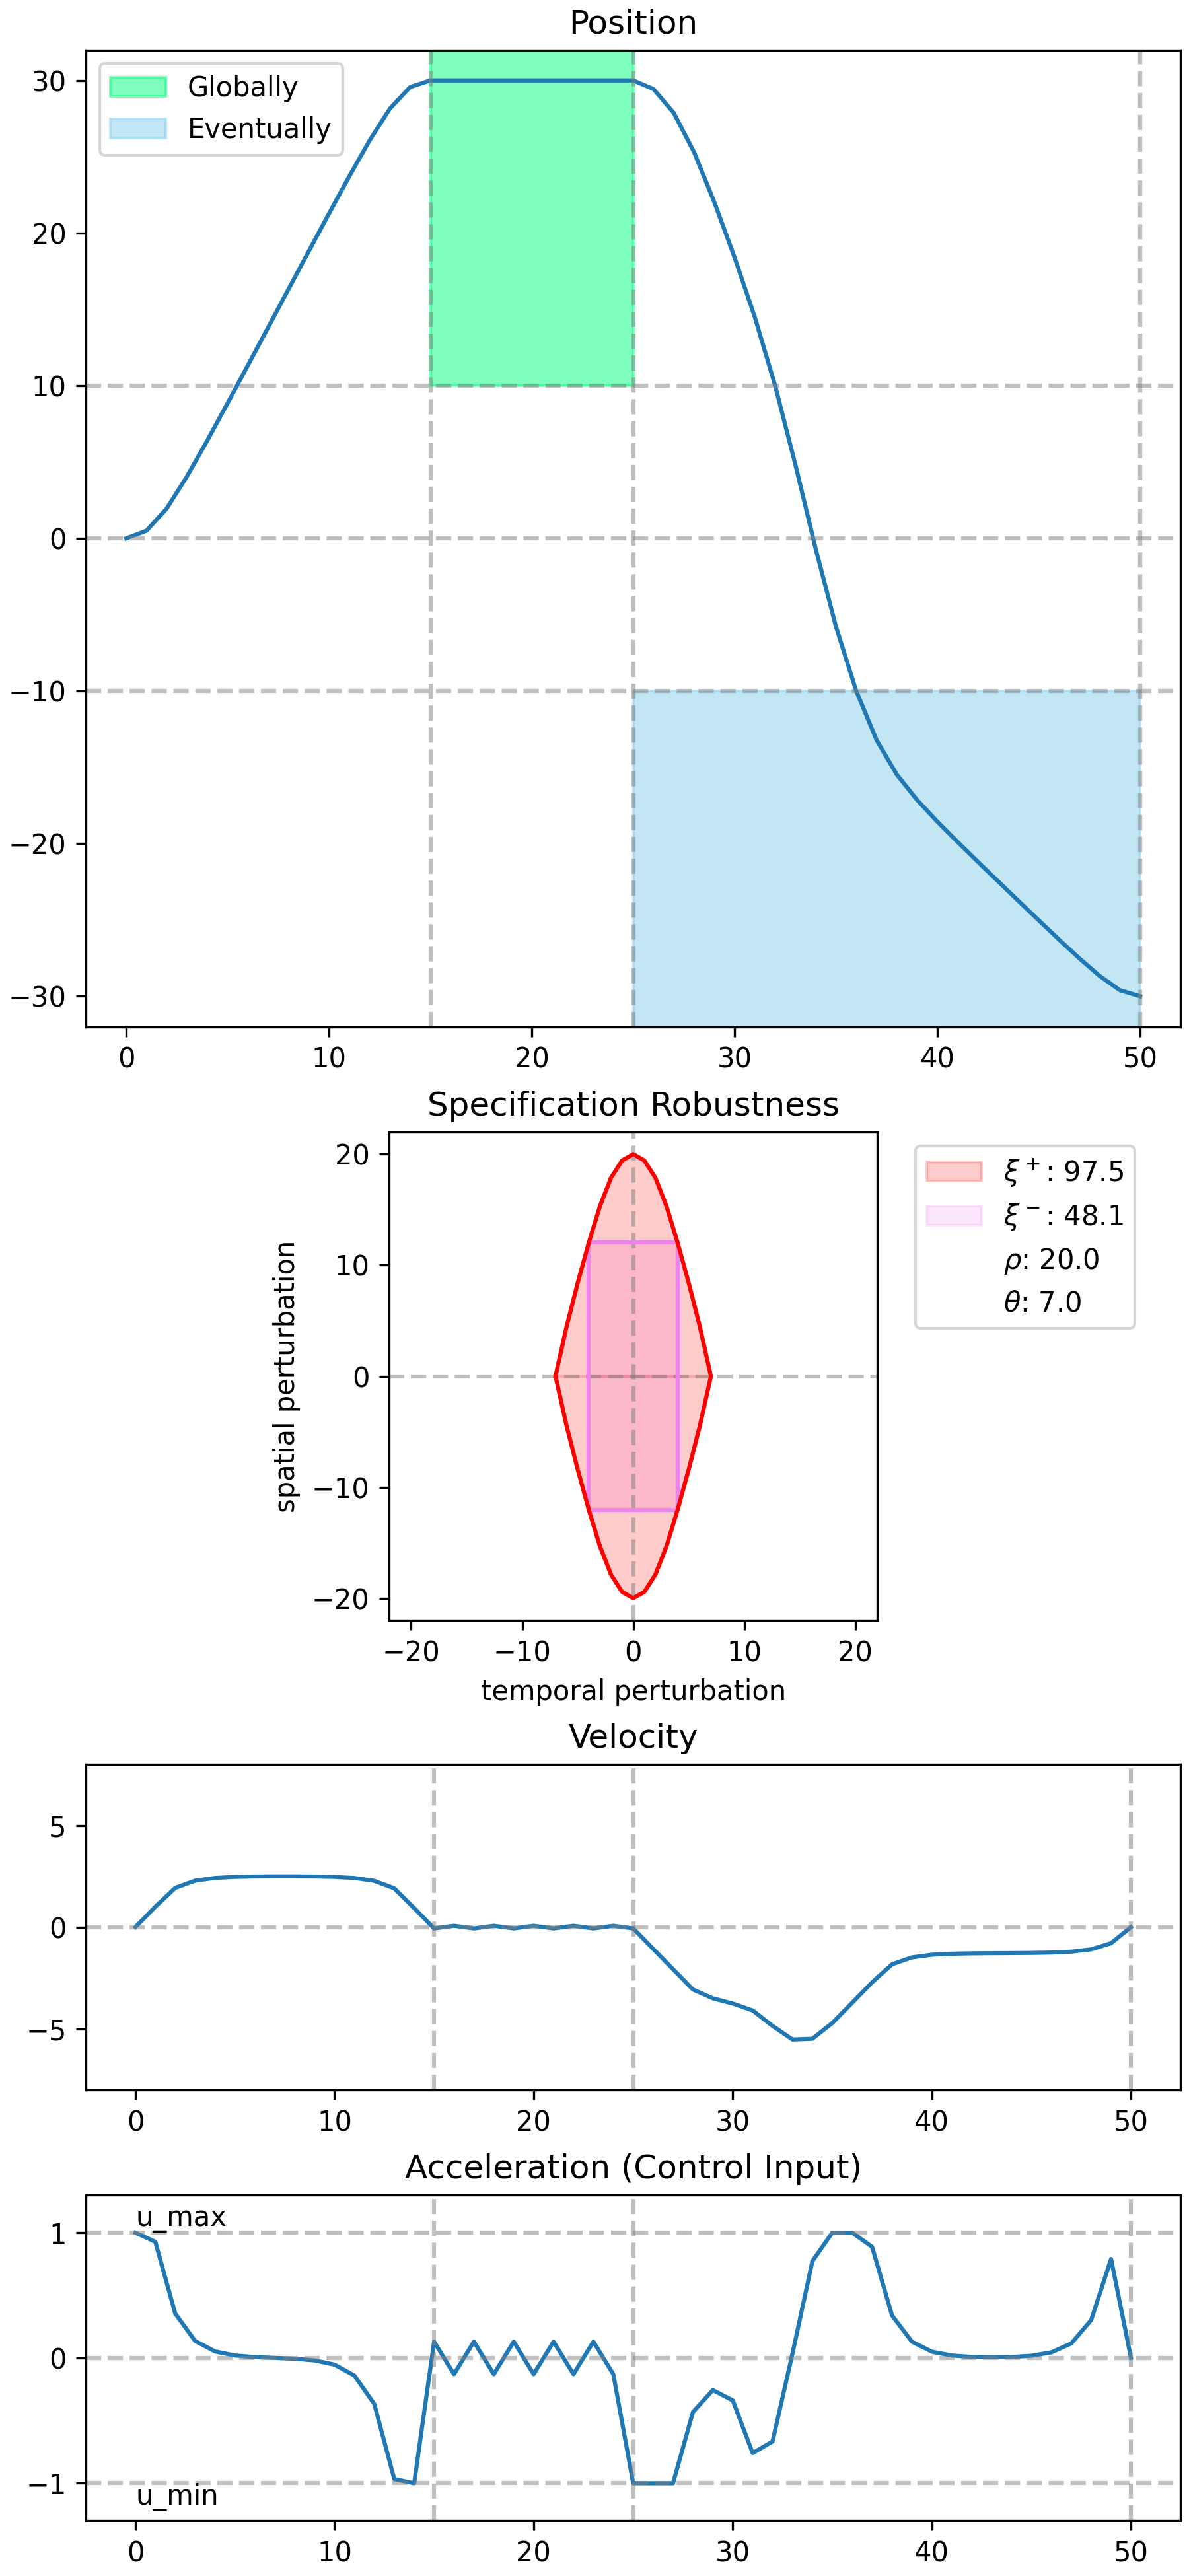 Position
30
20
10
0
−10
−20
−30
Globally
Eventually
0 10 20 30 40 50
Specification Robustness
20
10
0
−10
−20
spatial perturbation
−20 −10 0 10 20
temporal perturbation
ξ⁺: 97.5
ξ⁻: 48.1
ρ: 20.0
θ: 7.0
Velocity
5
0
−5
0 10 20 30 40 50
Acceleration (Control Input)
u_max
1
0
−1
u_min
0 10 20 30 40 50